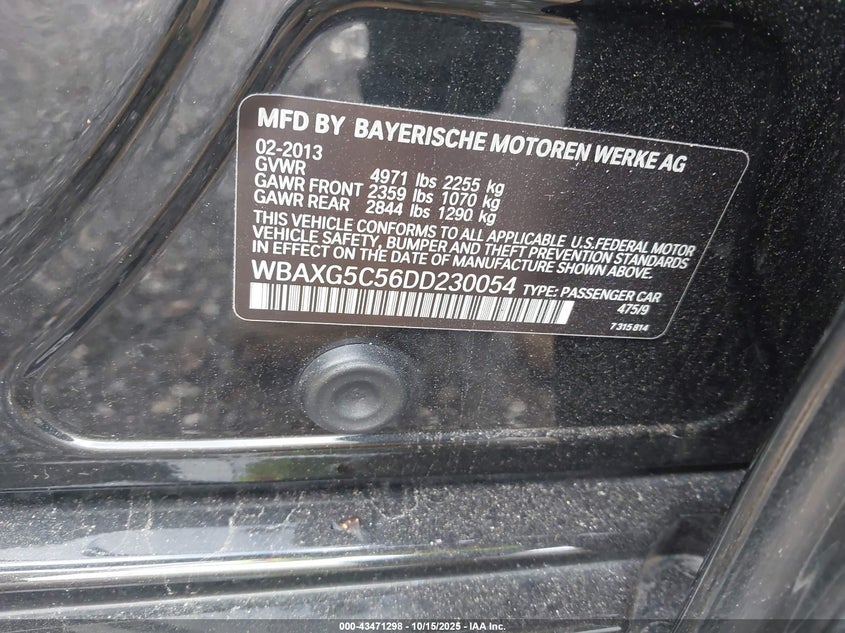 MFD BY BAYERISCHE MOTOREN WERKE AG
02-2013
GVWR 4971 lbs 2255 kg
GAWR FRONT 2359 lbs 1070 kg
GAWR REAR 2844 lbs 1290 kg
THIS VEHICLE CONFORMS TO ALL APPLICABLE U.S.FEDERAL MOTOR
VEHICLE SAFETY, BUMPER AND THEFT PREVENTION STANDARDS
IN EFFECT ON THE DATE OF MANUFACTURE SHOWN ABOVE.
WBAXG5C56DD230054 TYPE: PASSENGER CAR
475/9
7 315 814
000-43471298 - 10/15/2025 - IAA Inc.